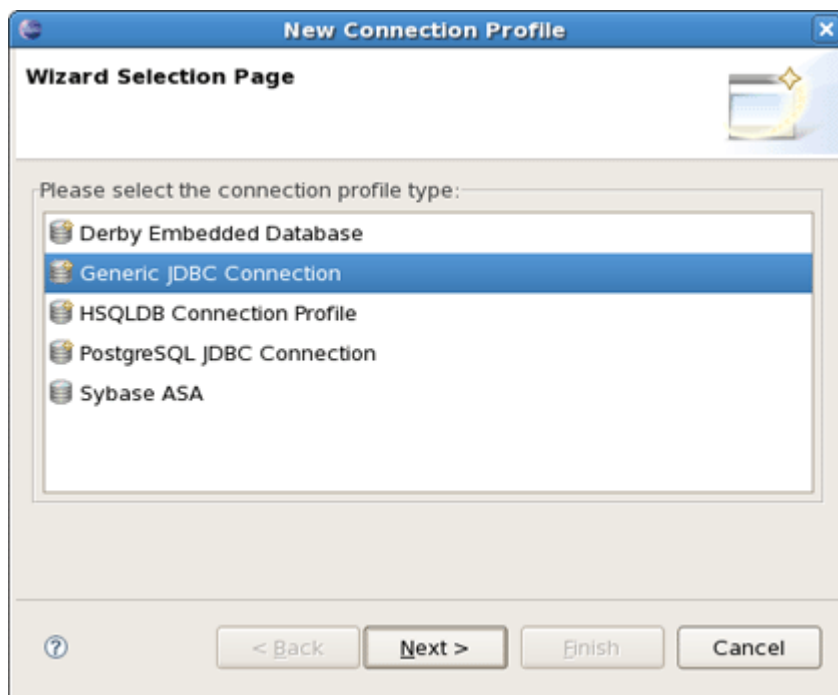 New Connection Profile
Wizard Selection Page
Please select the connection profile type:
Derby Embedded Database
Generic JDBC Connection
HSQLDB Connection Profile
PostgreSQL JDBC Connection
Sybase ASA
? < Back Next > Finish Cancel